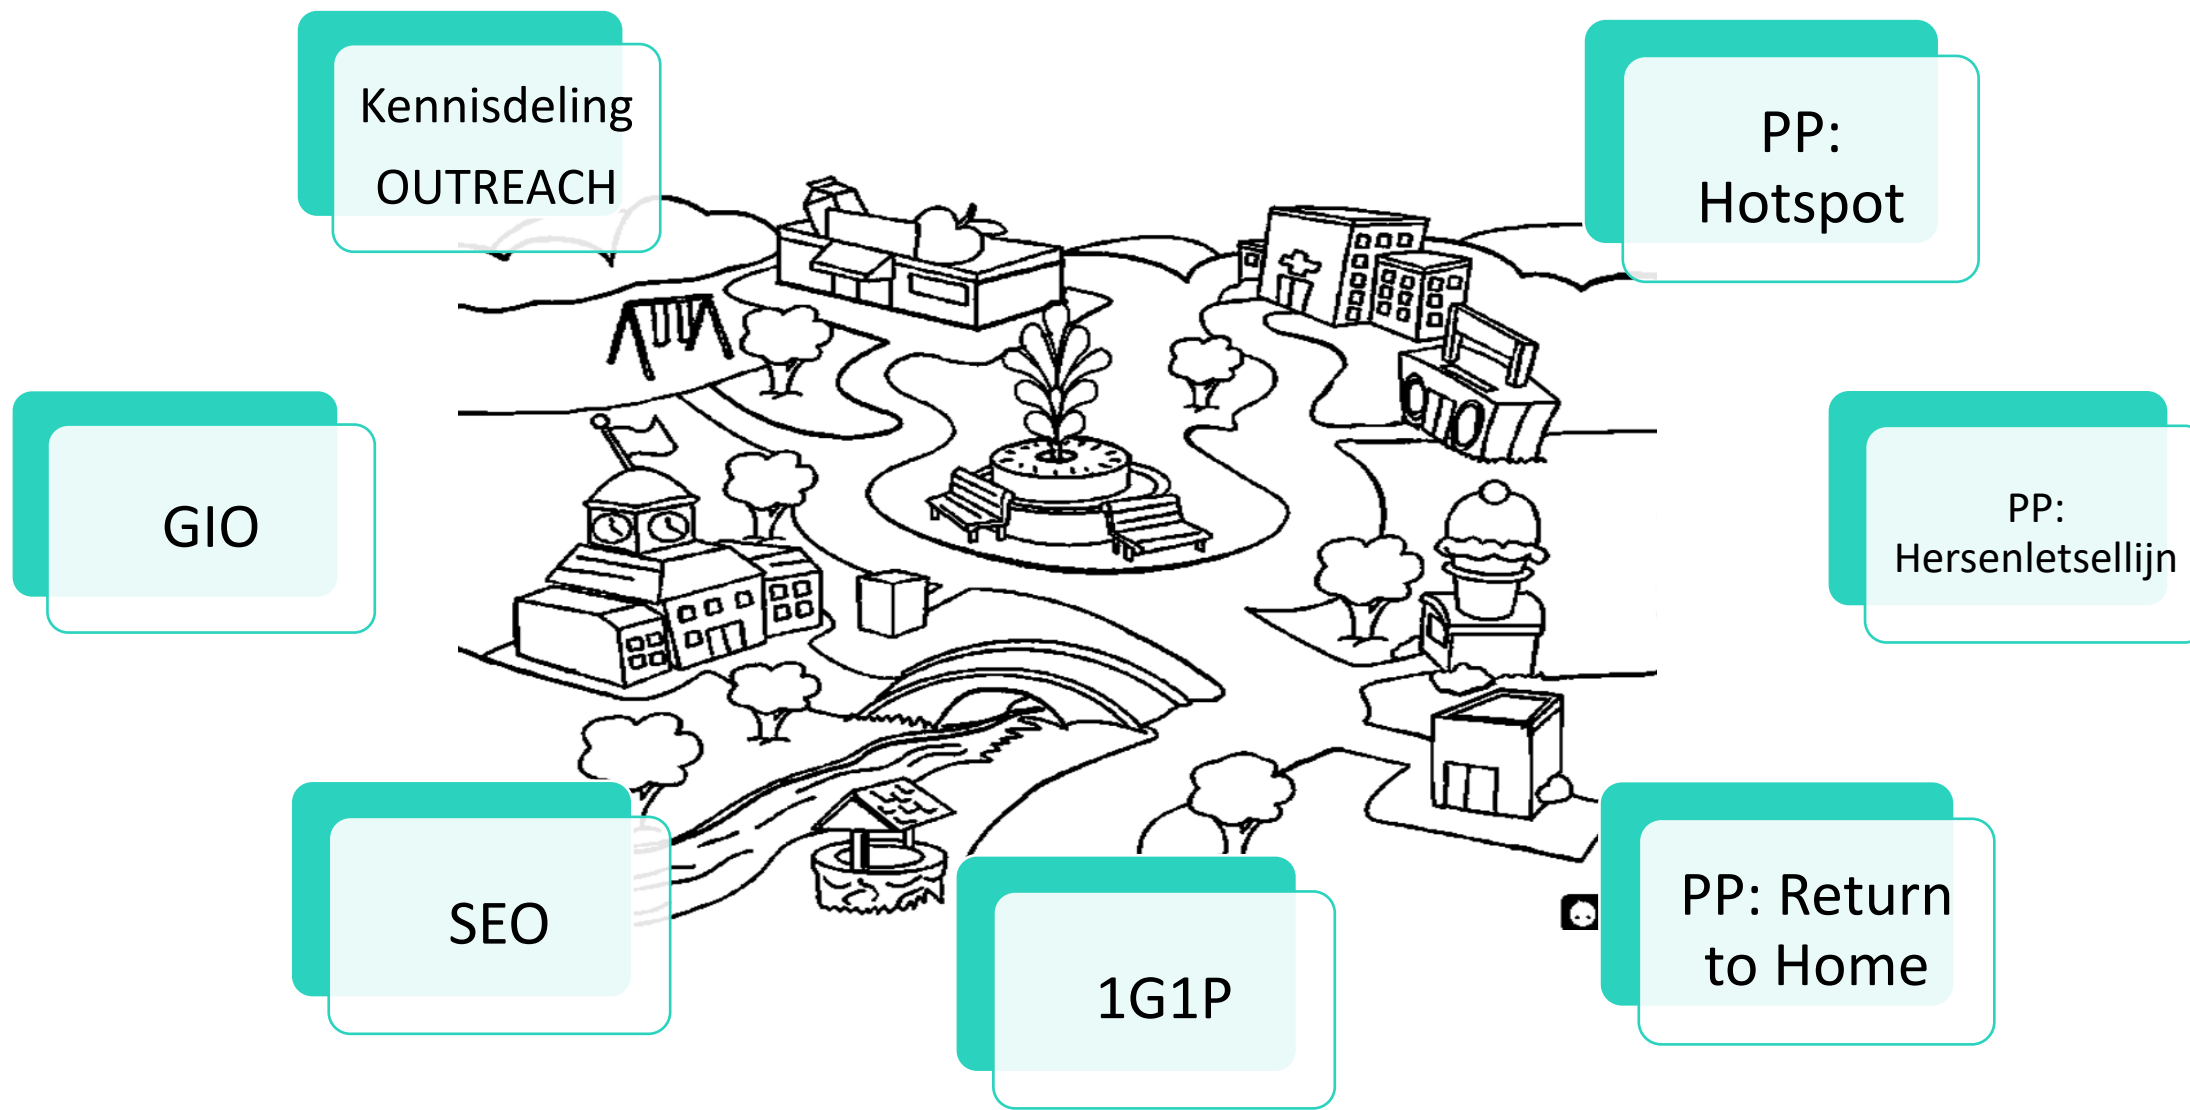 Kennisdeling
OUTREACH
PP:
Hotspot
GIO
PP:
Hersenletsellijn
SEO
1G1P
PP: Return
to Home